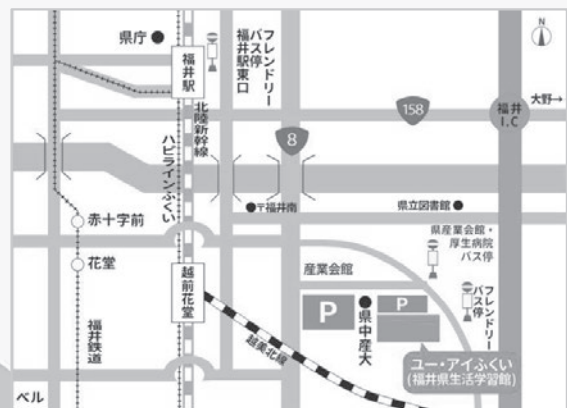 N
県庁
福井駅
フレンドリー
バス停
福井駅東口
158
大野→
福井
I.C
北陸新幹線
ハピラインふくい
8
〒福井南
県立図書館
赤十字前
県産業会館・
厚生病院
バス停
花堂
越前花堂
産業会館
フレンドリー
バス停
P
県中産大
P
福井鉄道
越美北線
ユー・アイふくい
(福井県生活学習館)
ベル